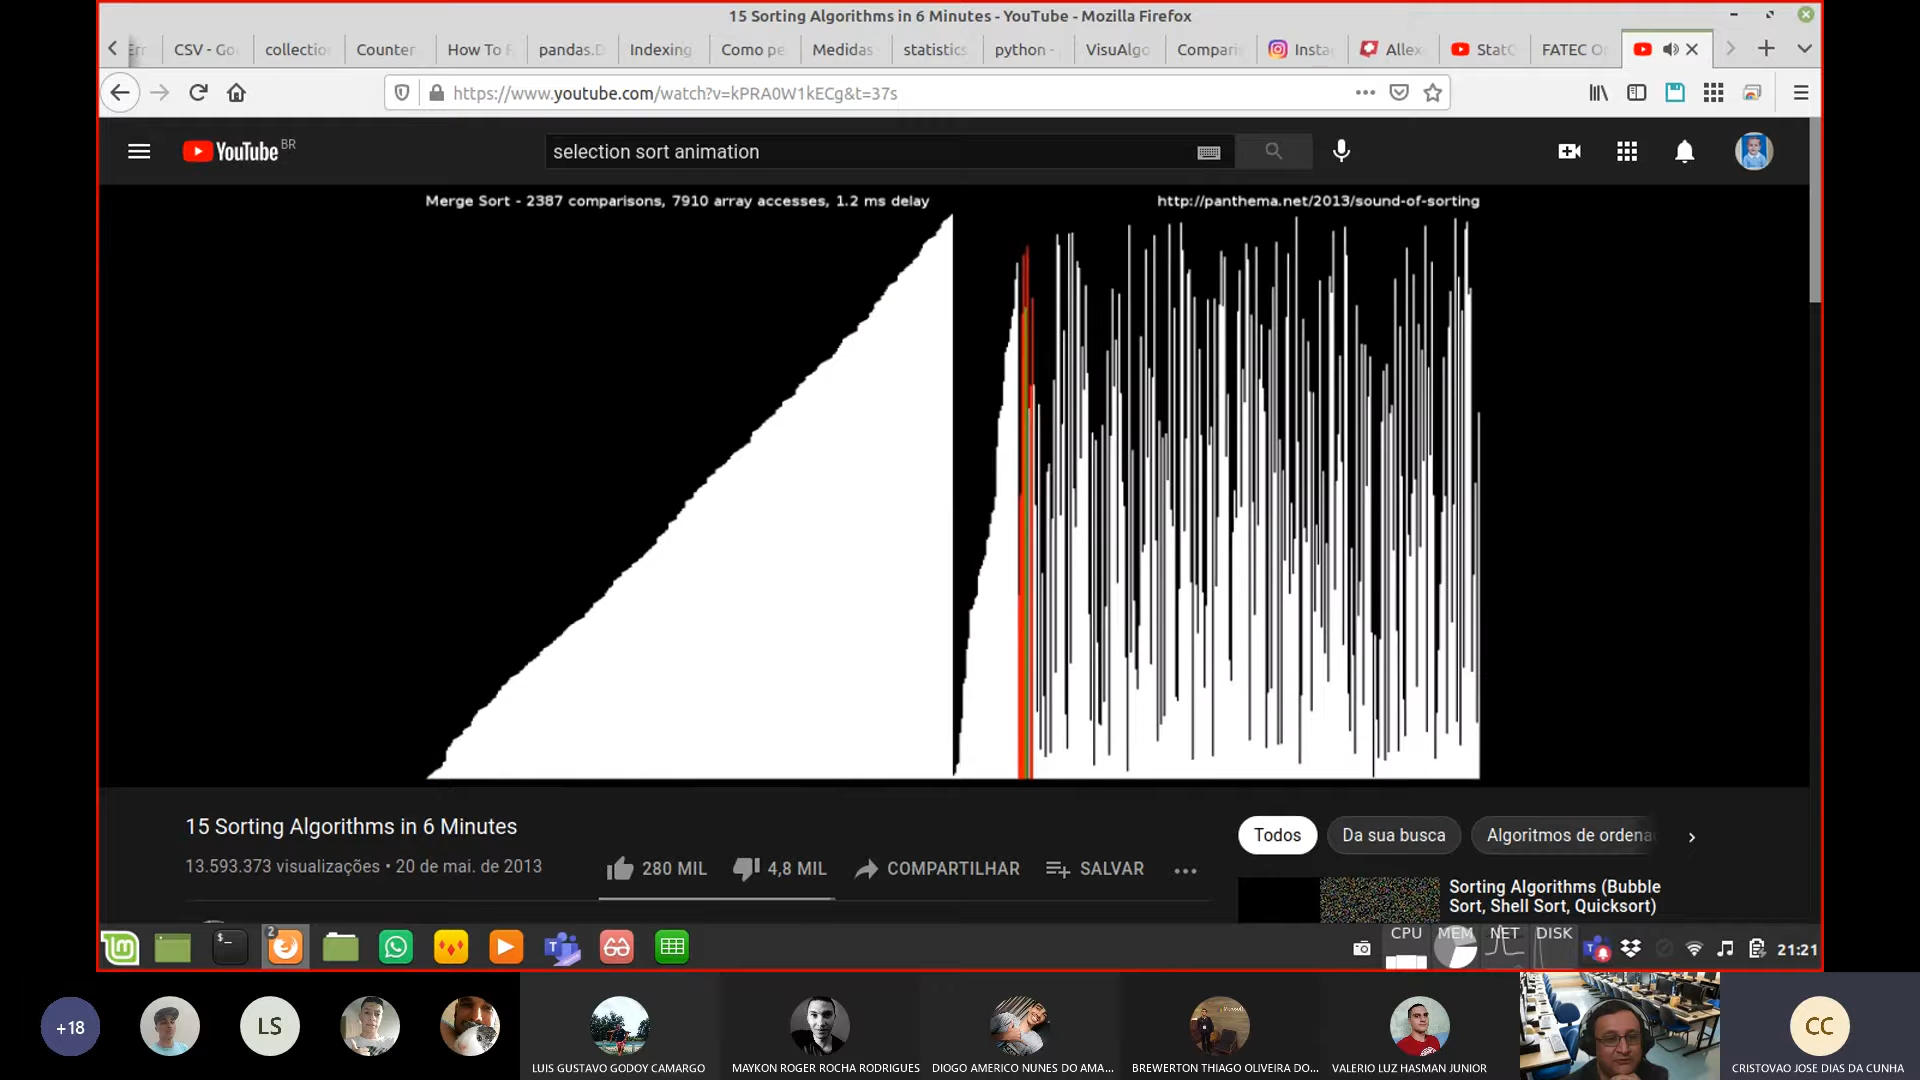 15 Sorting Algorithms in 6 Minutes - YouTube - Mozilla Firefox
Err CSV - Go collectio Counter How To F pandas.D Indexing Como pe Medidas statistics python - VisuAlgo Comparis Insta Allex StatQ FATEC O
https://www.youtube.com/watch?v=kPRA0W1kECg&t=37s
YouTube BR
selection sort animation
Merge Sort - 2387 comparisons, 7910 array accesses, 1.2 ms delay
http://panthema.net/2013/sound-of-sorting
15 Sorting Algorithms in 6 Minutes
13.593.373 visualizações • 20 de mai. de 2013
280 MIL 4,8 MIL COMPARTILHAR SALVAR
Todos Da sua busca Algoritmos de ordena
Sorting Algorithms (Bubble
Sort, Shell Sort, Quicksort)
2
CPU MEM NET DISK
21:21
+18
LS
LUIS GUSTAVO GODOY CAMARGO
MAYKON ROGER ROCHA RODRIGUES
DIOGO AMERICO NUNES DO AMA...
BREWERTON THIAGO OLIVEIRA DO...
VALERIO LUZ HASMAN JUNIOR
CC
CRISTOVAO JOSE DIAS DA CUNHA